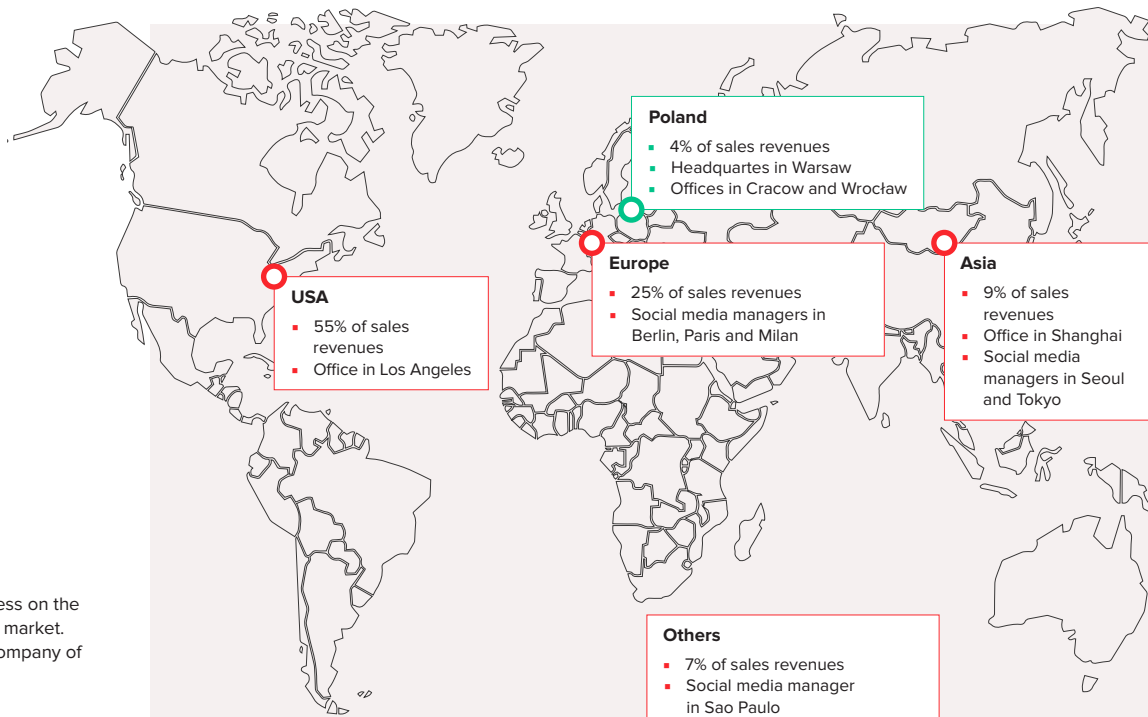 Poland
▪ 4% of sales revenues
▪ Headquartes in Warsaw
▪ Offices in Cracow and Wrocław
Europe
▪ 25% of sales revenues
▪ Social media managers in
Berlin, Paris and Milan
Asia
▪ 9% of sales
revenues
▪ Office in Shanghai
▪ Social media
managers in Seoul
and Tokyo
USA
▪ 55% of sales
revenues
▪ Office in Los Angeles
ess on the
market.
ompany of
Others
▪ 7% of sales revenues
▪ Social media manager
in Sao Paulo